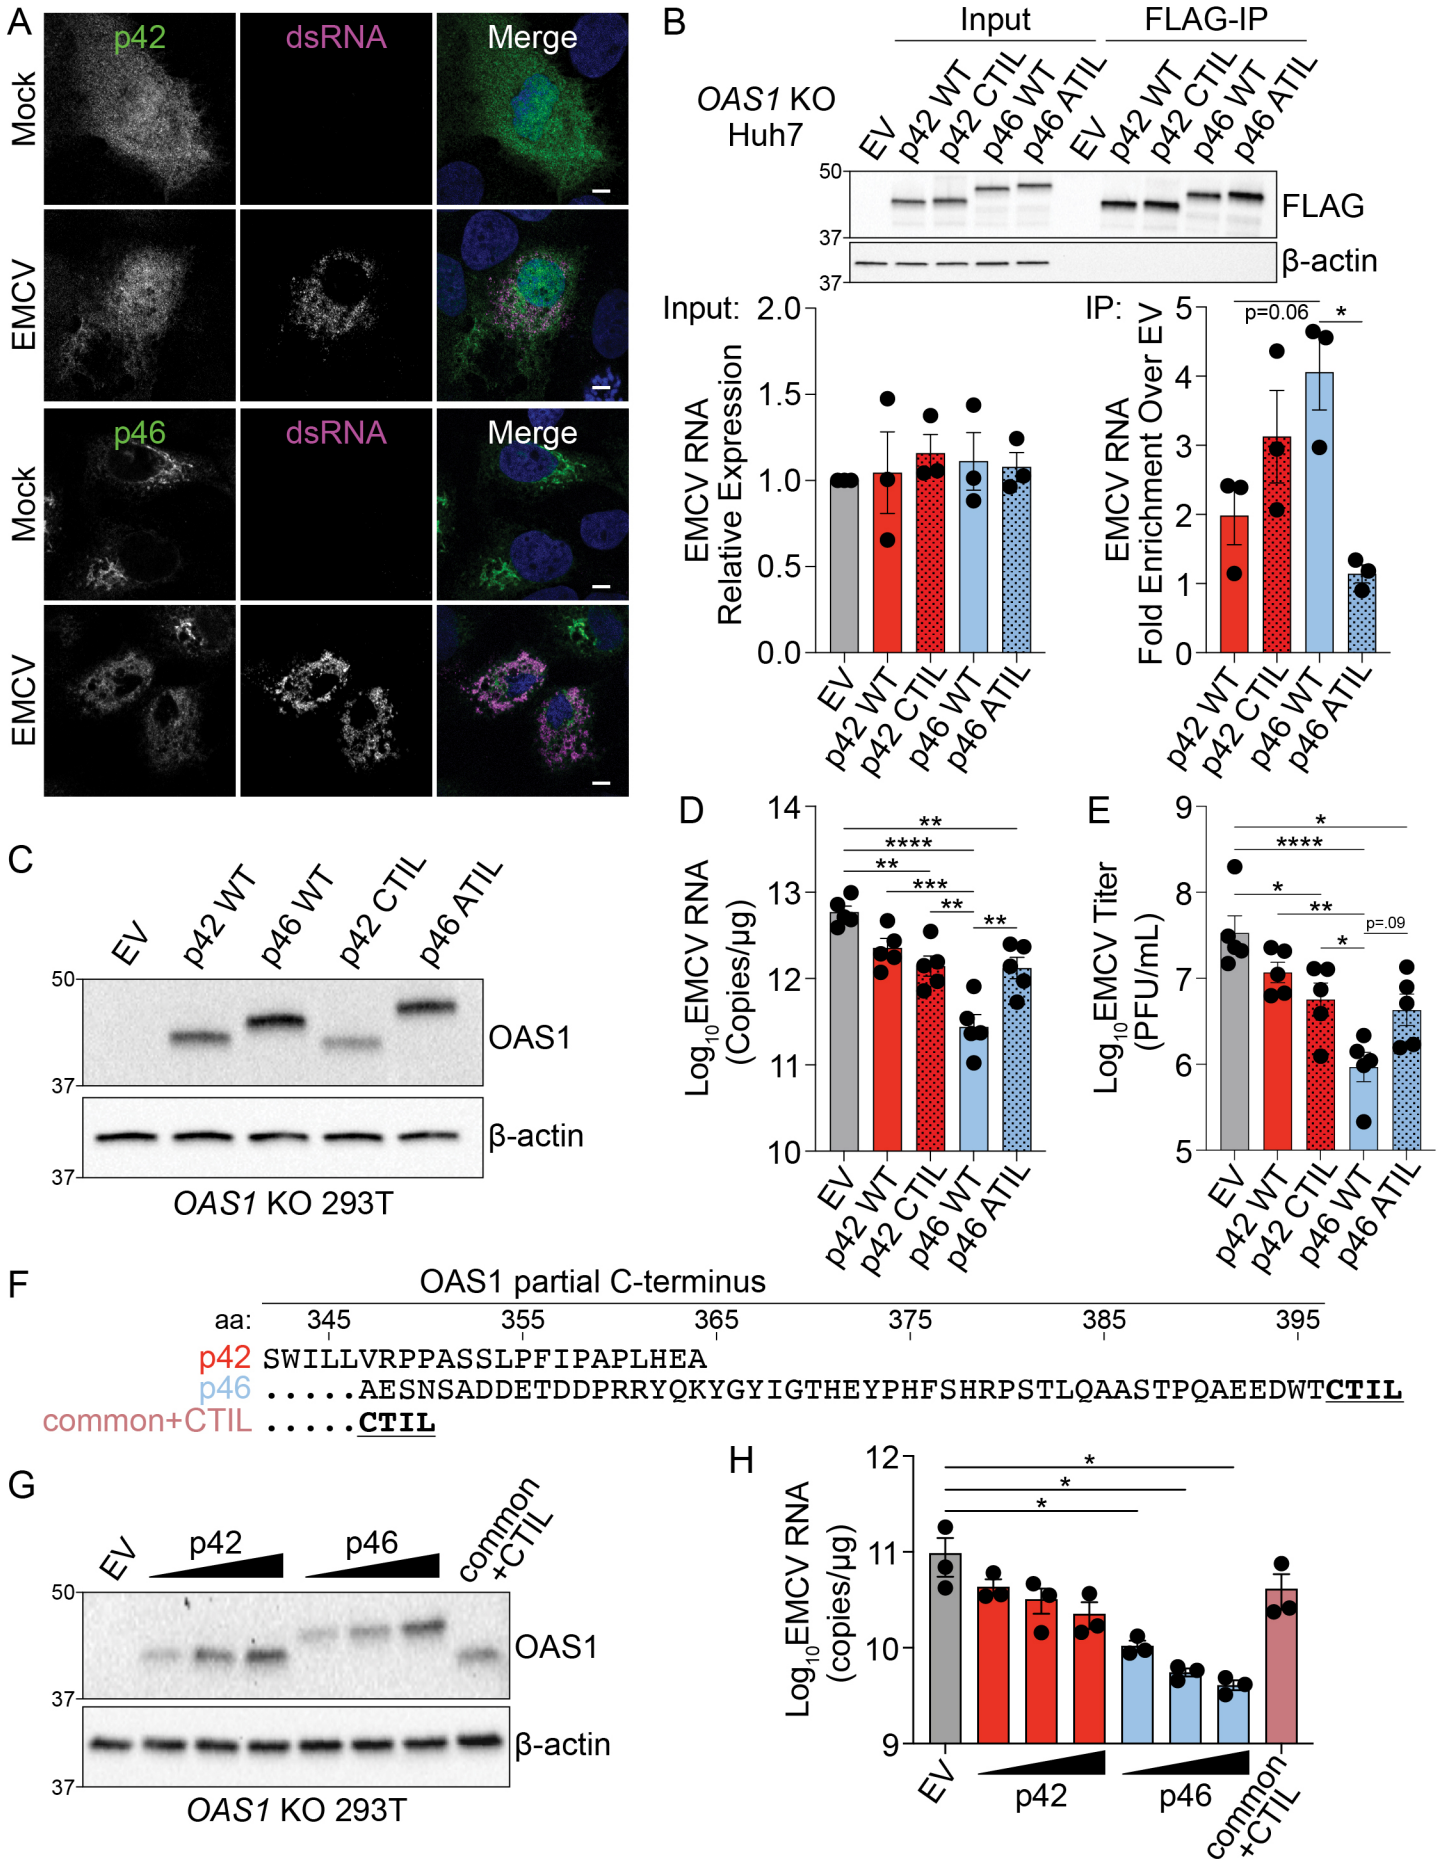 A
p42
dsRNA
Merge
Mock
EMCV
p46
dsRNA
Merge
Mock
EMCV
B
Input
FLAG-IP
OAS1 KO
Huh7
EV
p42 WT
p42 CTIL
p46 WT
p46 ATIL
EV
p42 WT
p42 CTIL
p46 WT
p46 ATIL
50
FLAG
37
β-actin
37
Input:
EMCV RNA
Relative Expression
2.0
1.5
1.0
0.5
0.0
EV
p42 WT
p42 CTIL
p46 WT
p46 ATIL
IP:
EMCV RNA
Fold Enrichment Over EV
5
4
3
2
1
0
p=0.06
*
p42 WT
p42 CTIL
p46 WT
p46 ATIL
C
EV
p42 WT
p46 WT
p42 CTIL
p46 ATIL
50
OAS1
37
β-actin
37
OAS1 KO 293T
D
Log10EMCV RNA
(Copies/µg)
14
13
12
11
10
**
****
**
***
**
**
EV
p42 WT
p42 CTIL
p46 WT
p46 ATIL
E
Log10EMCV Titer
(PFU/mL)
9
8
7
6
5
*
****
*
**
p=.09
*
EV
p42 WT
p42 CTIL
p46 WT
p46 ATIL
F
OAS1 partial C-terminus
aa: 345 355 365 375 385 395
p42 SWILLVRPPASSLPFIPAPLHEA
p46 .....AESNSADDETDDPRRYQKYGYIGTHEYPHFSHRPSTLQAASTPQAEEDWTCTIL
common+CTIL .....CTIL
G
EV
p42
p46
common
+CTIL
50
OAS1
37
β-actin
37
OAS1 KO 293T
H
Log10EMCV RNA
(copies/µg)
12
11
10
9
*
*
*
EV
p42
p46
common
+CTIL